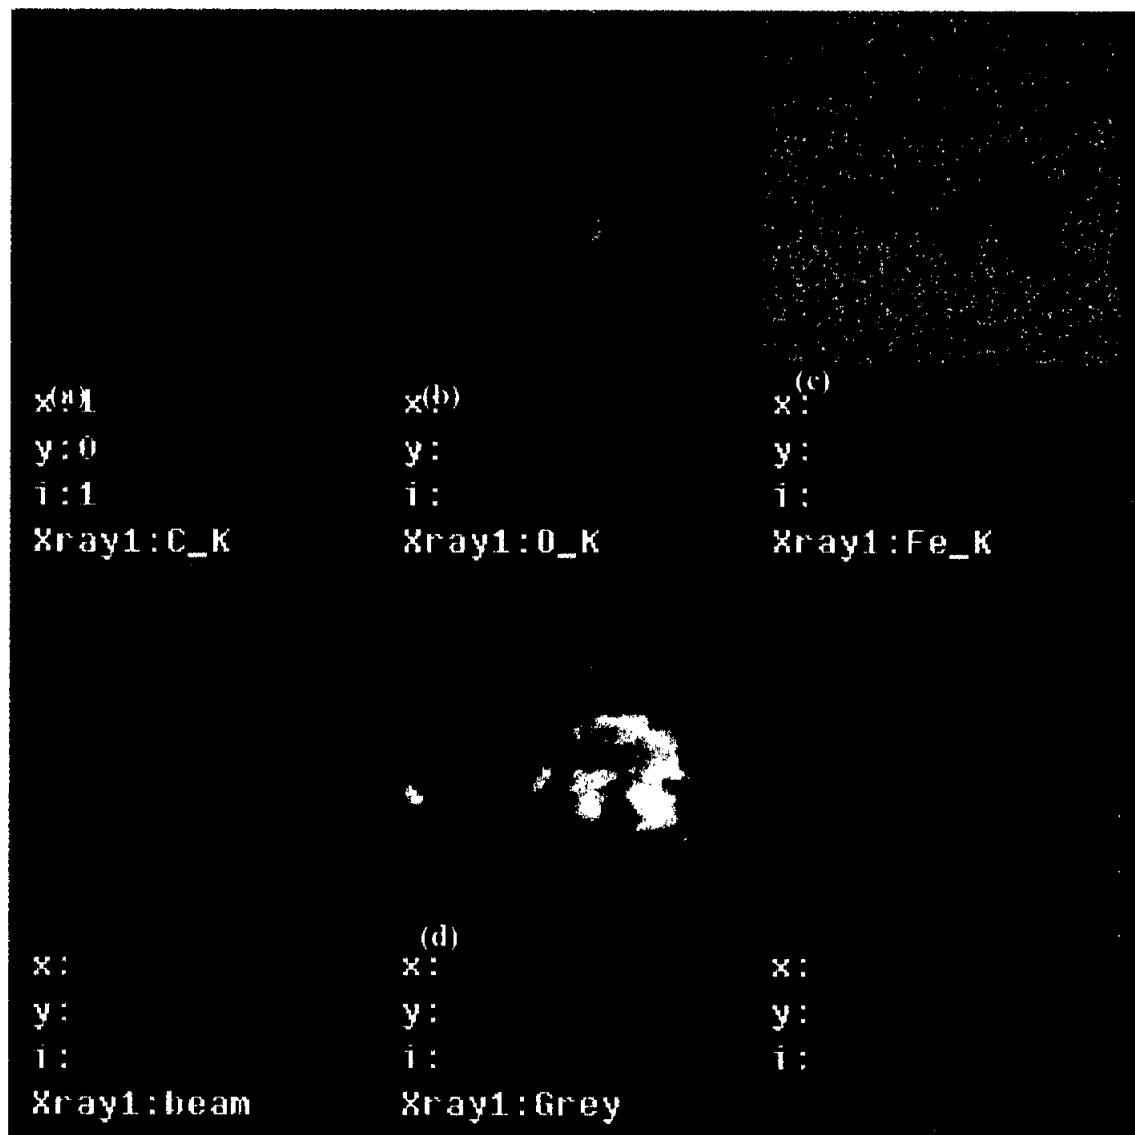 (a) (b) (c)
x:1 x: x:
y:0 y: y:
i:1 i: i:
Xray1:C_K Xray1:O_K Xray1:Fe_K
(d)
x: x: x:
y: y: y:
i: i: i:
Xray1:beam Xray1:Grey